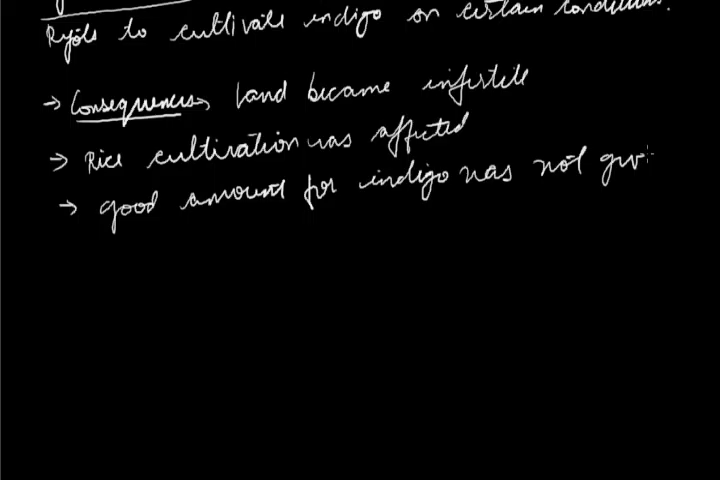 Ryots to cultivate indigo on certain conditions.
→ Consequences → Land became infertile
→ Rice cultivation was affected
→ Good amount for indigo was not giv